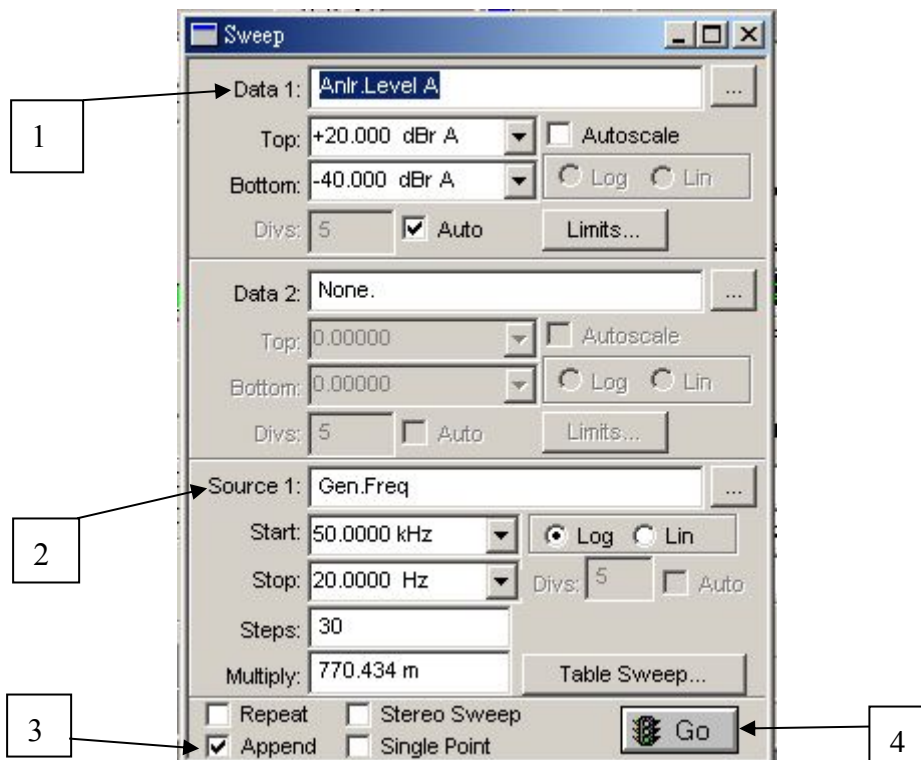 Sweep
1
Data 1: Anlr.Level A ...
Top: +20.000 dBr A Autoscale
Bottom: -40.000 dBr A Log Lin
Divs: 5 Auto Limits...
Data 2: None. ...
Top: 0.00000 Autoscale
Bottom: 0.00000 Log Lin
Divs: 5 Auto Limits...
2
Source 1: Gen.Freq ...
Start: 50.0000 kHz Log Lin
Stop: 20.0000 Hz Divs: 5 Auto
Steps: 30
Multiply: 770.434 m Table Sweep...
3
Repeat Stereo Sweep
Append Single Point
Go
4